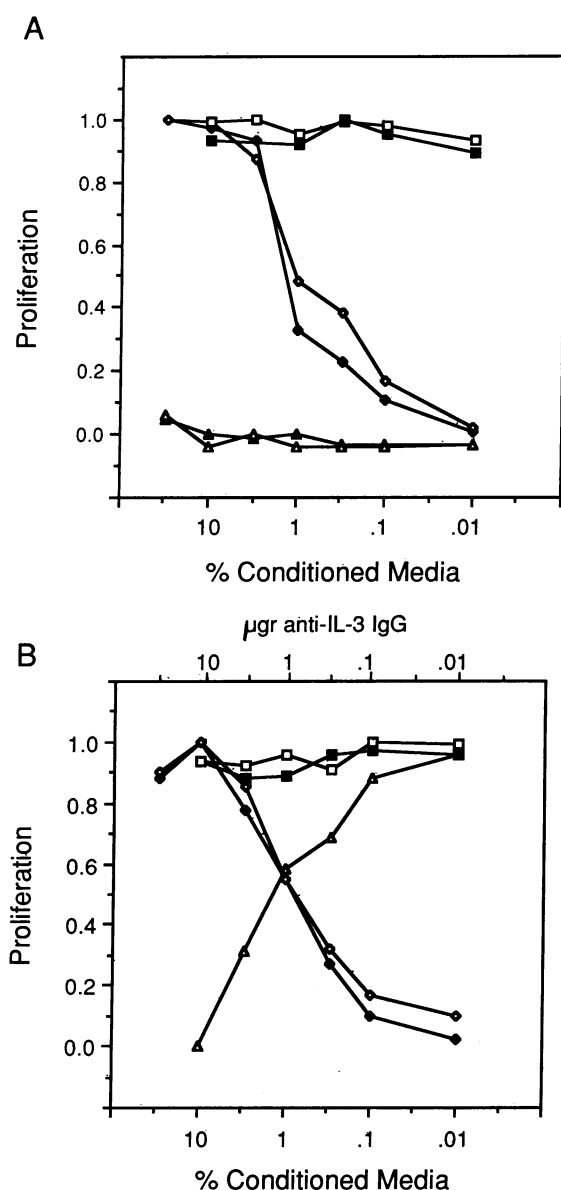 A
Proliferation
1.0
0.8
0.6
0.4
0.2
0.0
10 1 .1 .01
% Conditioned Media
µgr anti-IL-3 IgG
B
10 1 .1 .01
Proliferation
1.0
0.8
0.6
0.4
0.2
0.0
10 1 .1 .01
% Conditioned Media